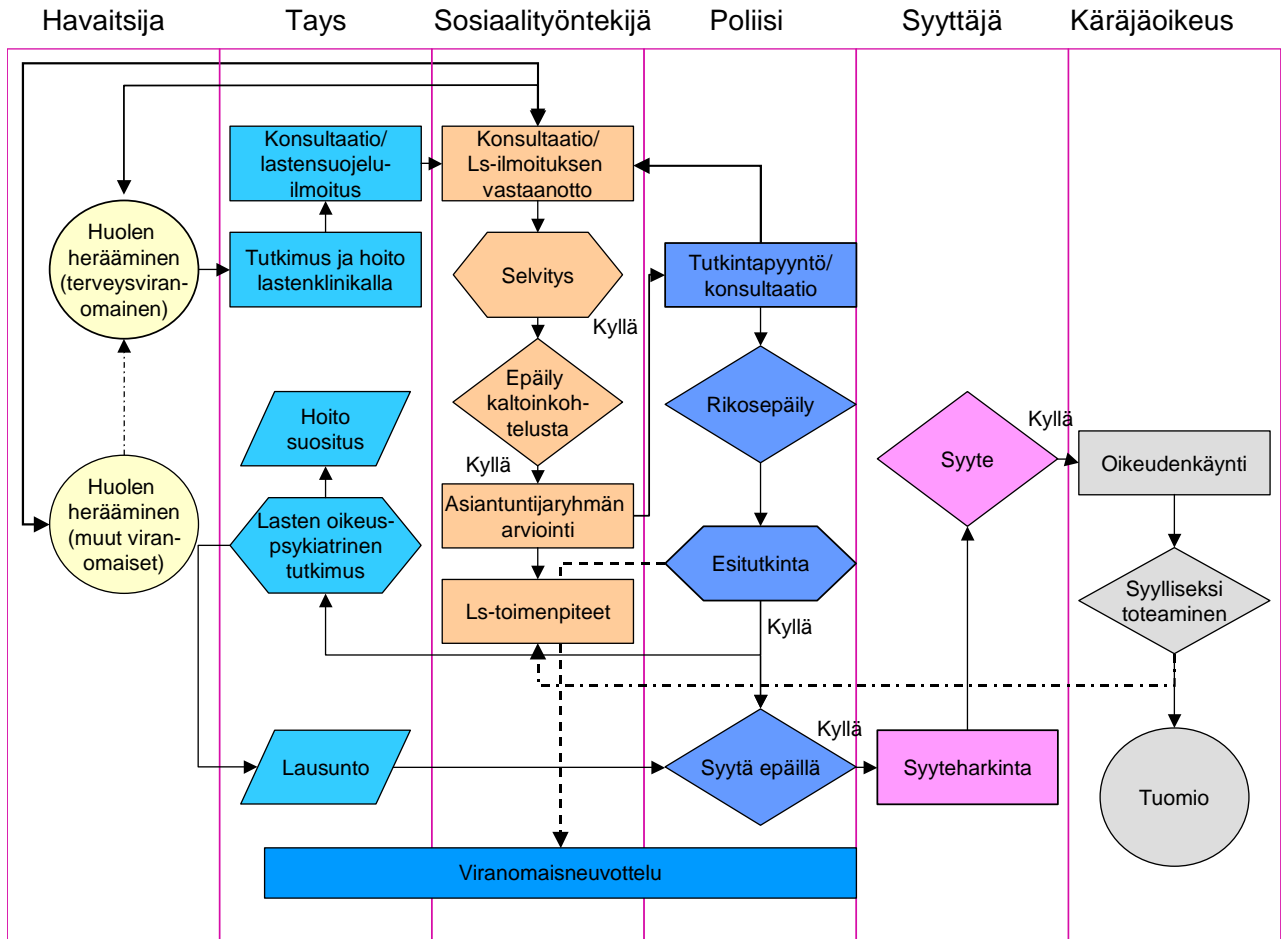 Havaitsija
Tays
Sosiaalityöntekijä
Poliisi
Syyttäjä
Käräjäoikeus
Huolen
herääminen
(terveysviran-
omainen)
Huolen
herääminen
(muut viran-
omaiset)
Konsultaatio/
lastensuojelu-
ilmoitus
Tutkimus ja hoito
lastenklinikalla
Hoito
suositus
Lasten oikeus-
psykiatrinen
tutkimus
Lausunto
Konsultaatio/
Ls-ilmoituksen
vastaanotto
Selvitys
Kyllä
Epäily
kaltoinkoh-
telusta
Kyllä
Asiantuntijaryhmän
arviointi
Ls-toimenpiteet
Tutkintapyyntö/
konsultaatio
Rikosepäily
Esitutkinta
Kyllä
Syytä epäillä
Kyllä
Viranomaisneuvottelu
Syyte
Kyllä
Syyteharkinta
Oikeudenkäynti
Syylliseksi
toteaminen
Tuomio